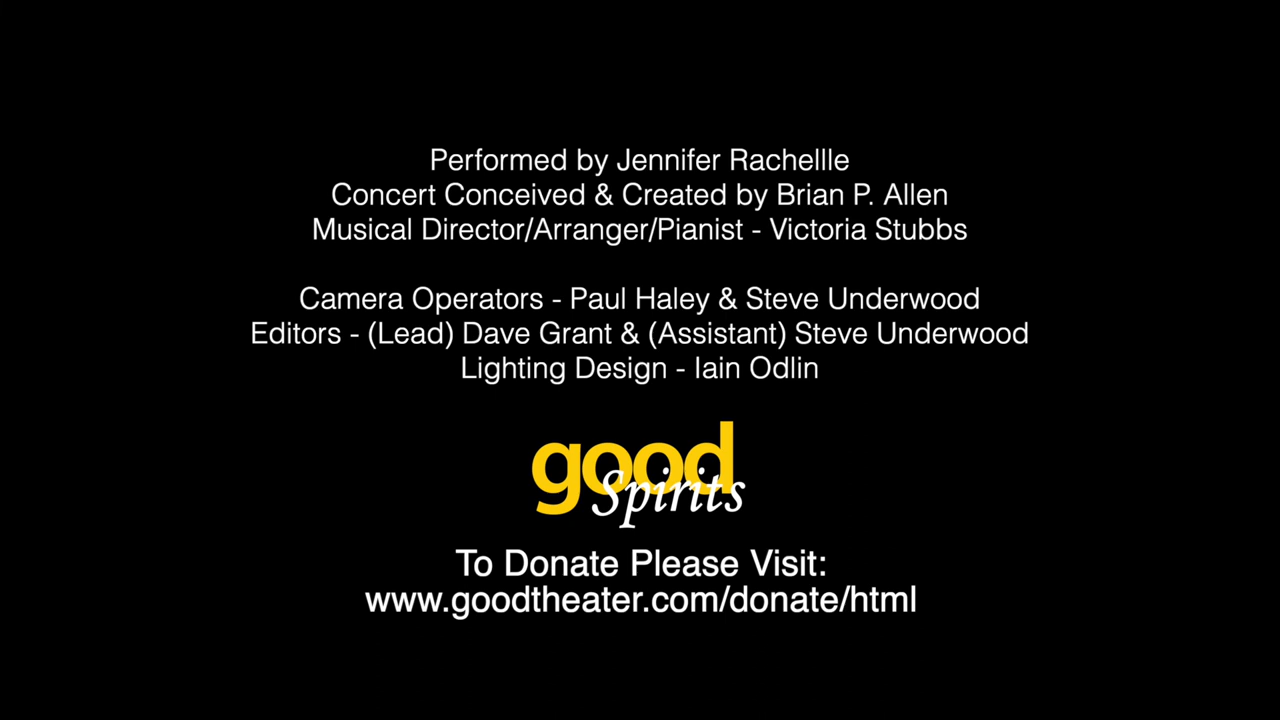 Performed by Jennifer Rachellle
Concert Conceived & Created by Brian P. Allen
Musical Director/Arranger/Pianist - Victoria Stubbs
Camera Operators - Paul Haley & Steve Underwood
Editors - (Lead) Dave Grant & (Assistant) Steve Underwood
Lighting Design - Iain Odlin
good
Spirits
To Donate Please Visit:
www.goodtheater.com/donate/html